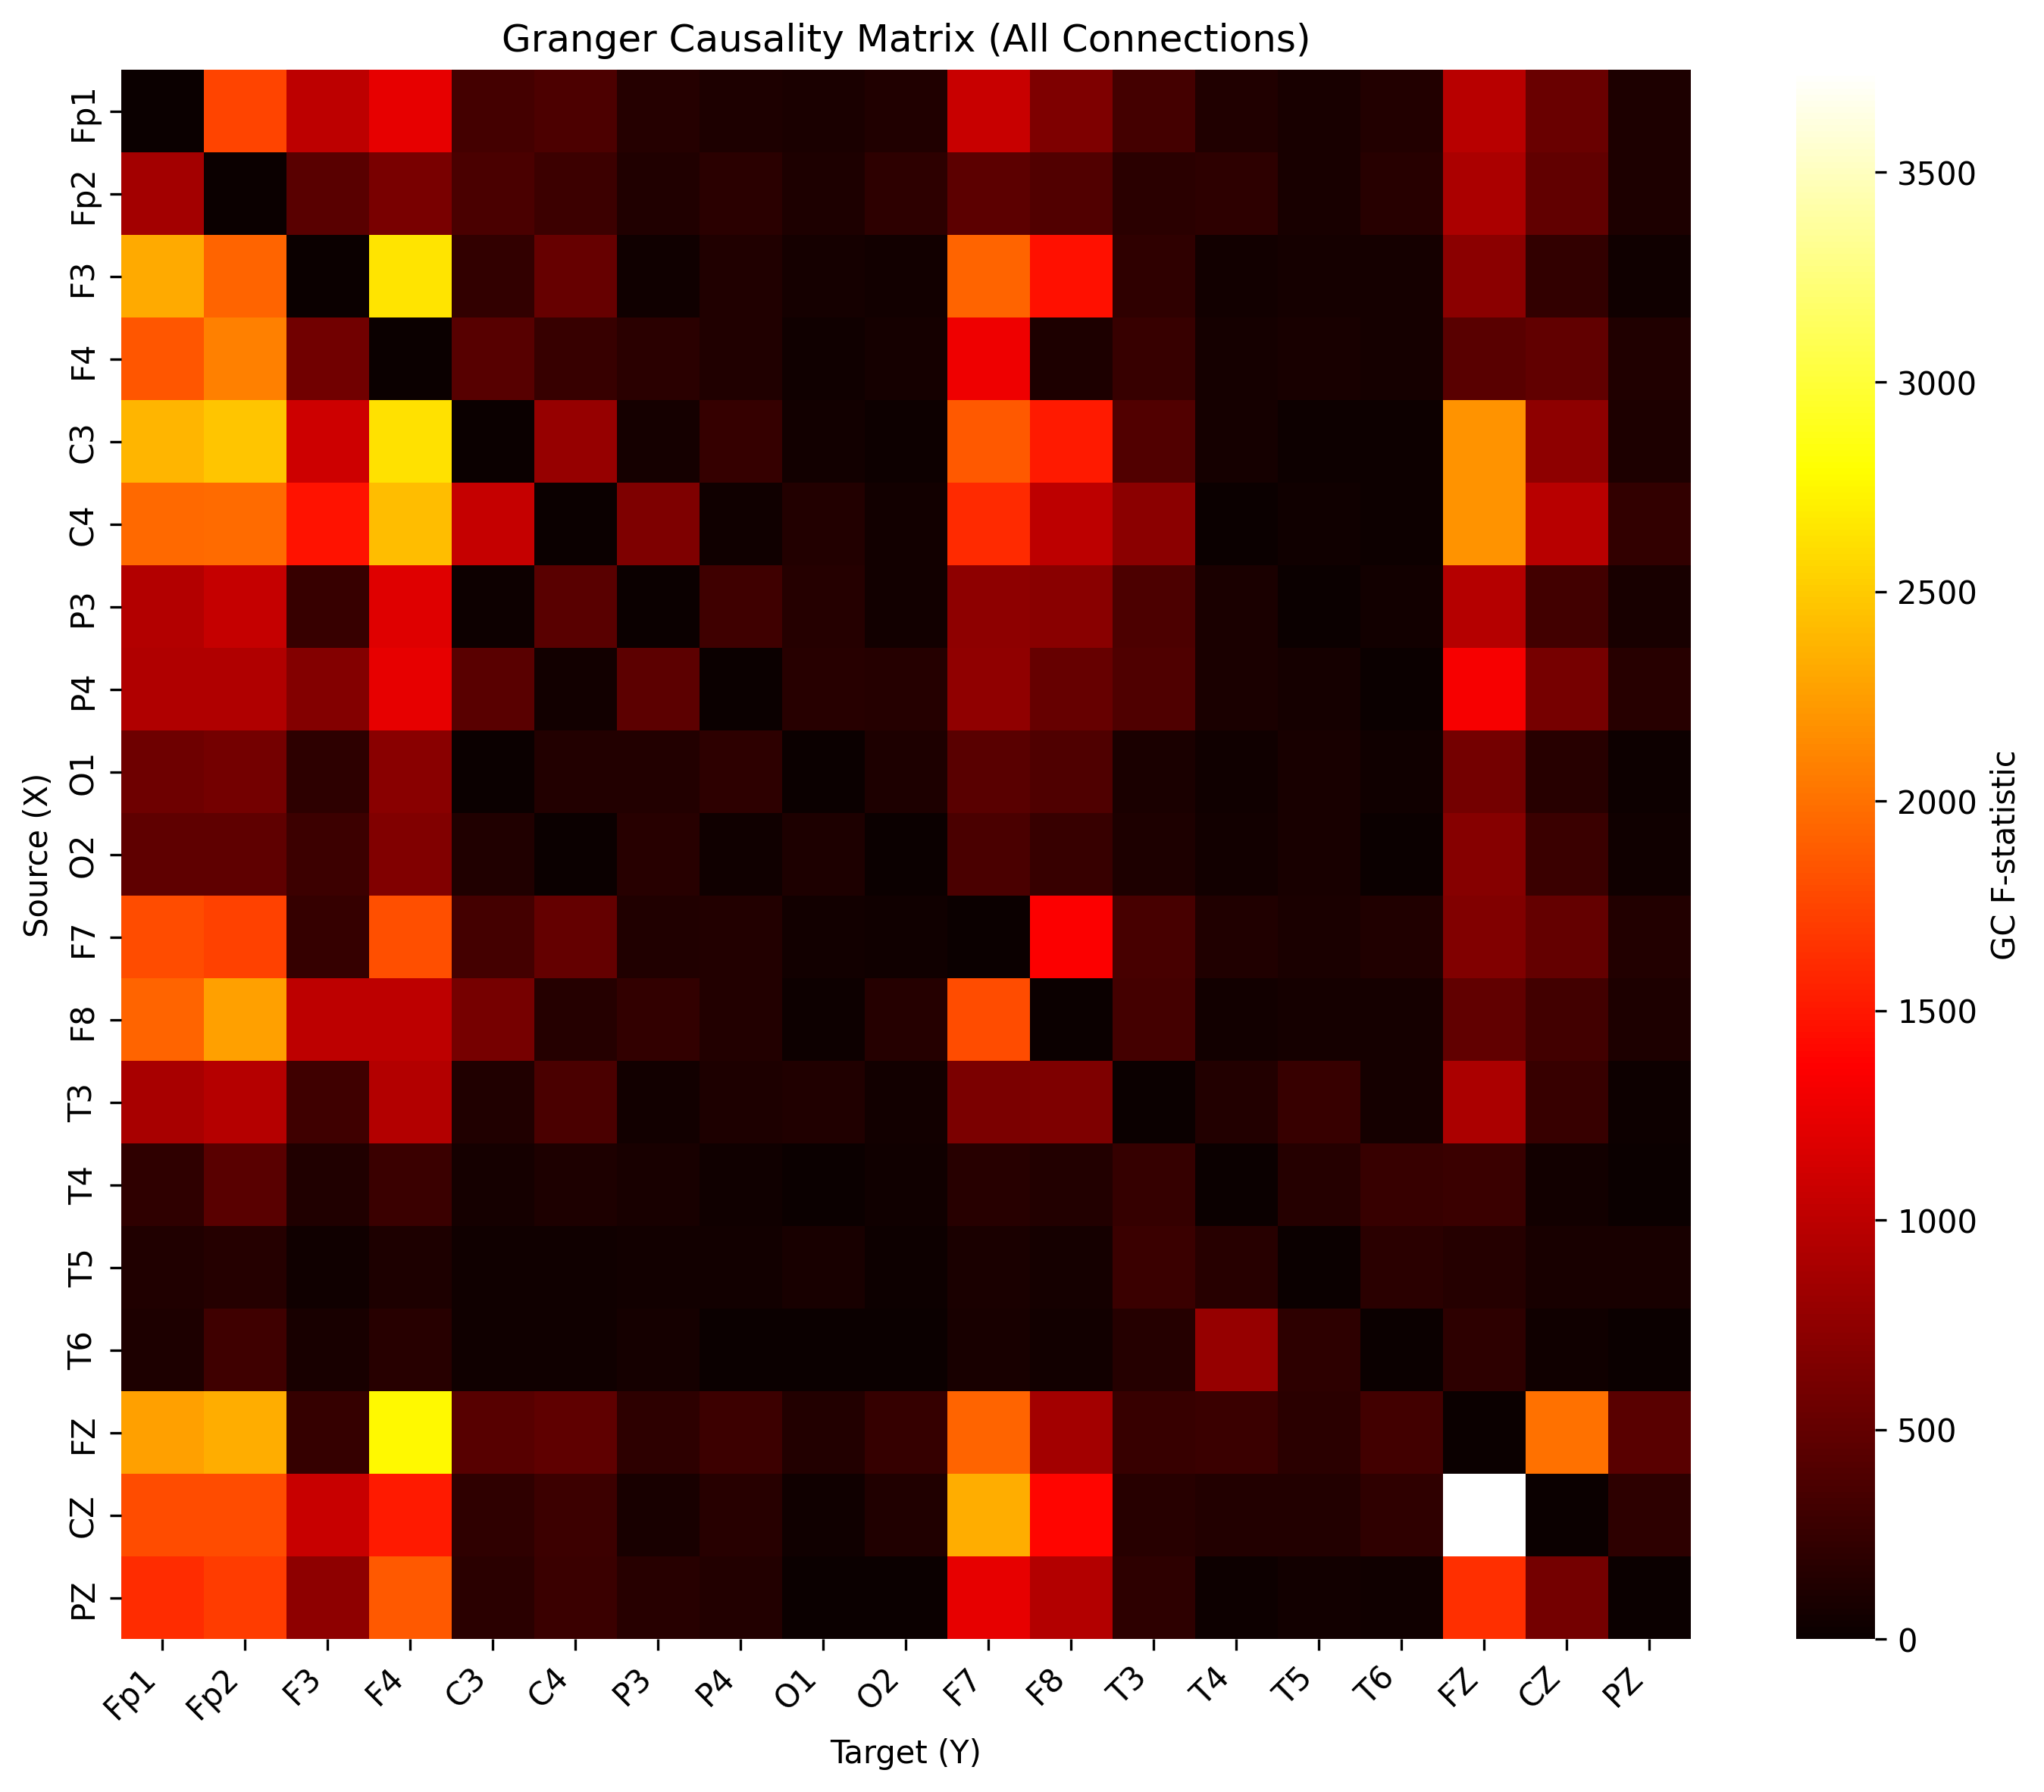 Granger Causality Matrix (All Connections)
Source (X)
Fp1
Fp2
F3
F4
C3
C4
P3
P4
O1
O2
F7
F8
T3
T4
T5
T6
FZ
CZ
PZ
Fp1 Fp2 F3 F4 C3 C4 P3 P4 O1 O2 F7 F8 T3 T4 T5 T6 FZ CZ PZ
Target (Y)
3500
3000
2500
2000
1500
1000
500
0
GC F-statistic